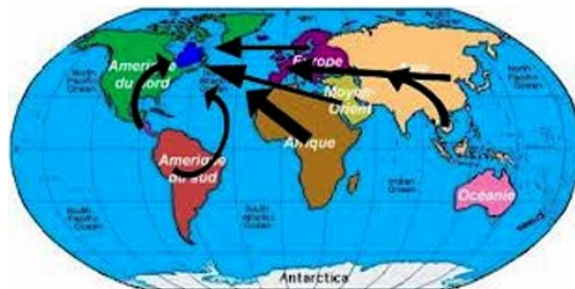 Amerique
du nord
Europe
Asie
North
Pacific
Ocean
North
Pacific
Ocean
Moyen-
Orient
Afrique
Amerique
du sud
Indian
Ocean
Océanie
South
Pacific
Ocean
South
Atlantic
Ocean
Antarctica